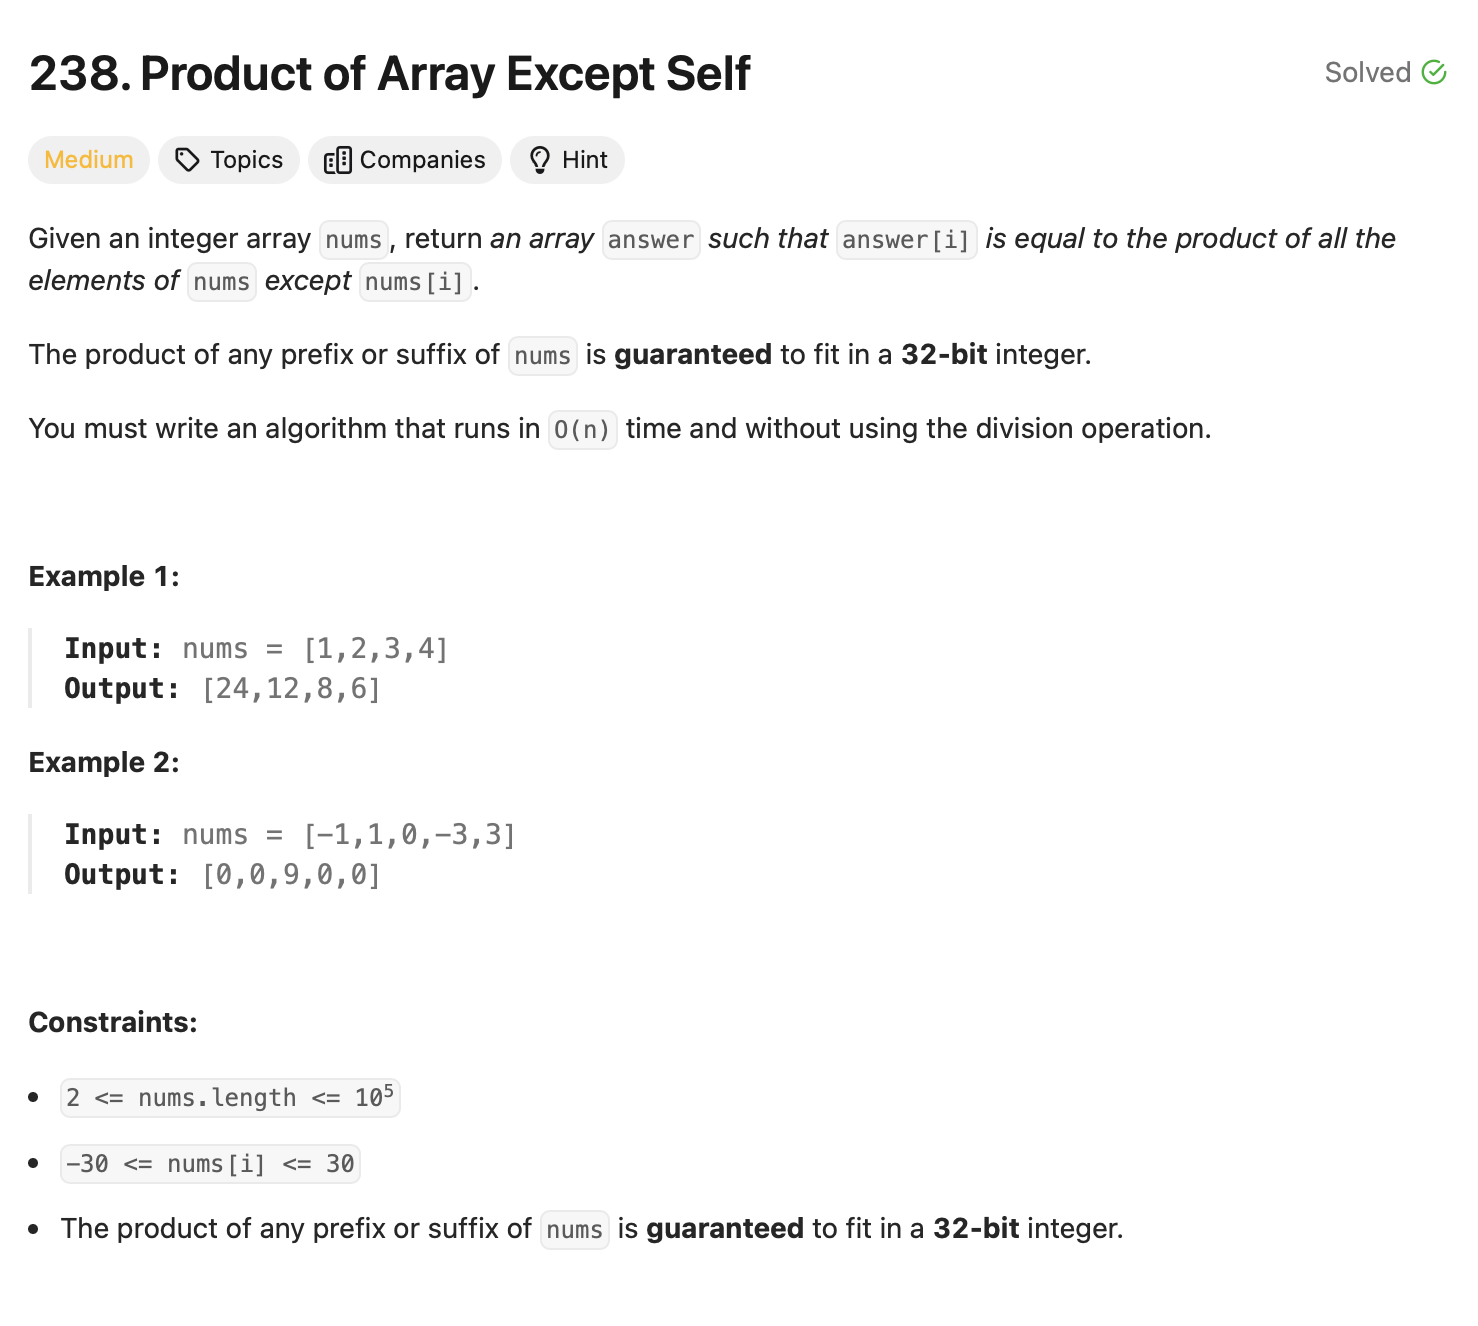 238. Product of Array Except Self
Solved
Medium
Topics
Companies
Hint
Given an integer array nums, return an array answer such that answer[i] is equal to the product of all the
elements of nums except nums[i].
The product of any prefix or suffix of nums is guaranteed to fit in a 32-bit integer.
You must write an algorithm that runs in O(n) time and without using the division operation.
Example 1:
Input: nums = [1,2,3,4]
Output: [24,12,8,6]
Example 2:
Input: nums = [-1,1,0,-3,3]
Output: [0,0,9,0,0]
Constraints:
• 2 <= nums.length <= 10⁵
• -30 <= nums[i] <= 30
• The product of any prefix or suffix of nums is guaranteed to fit in a 32-bit integer.